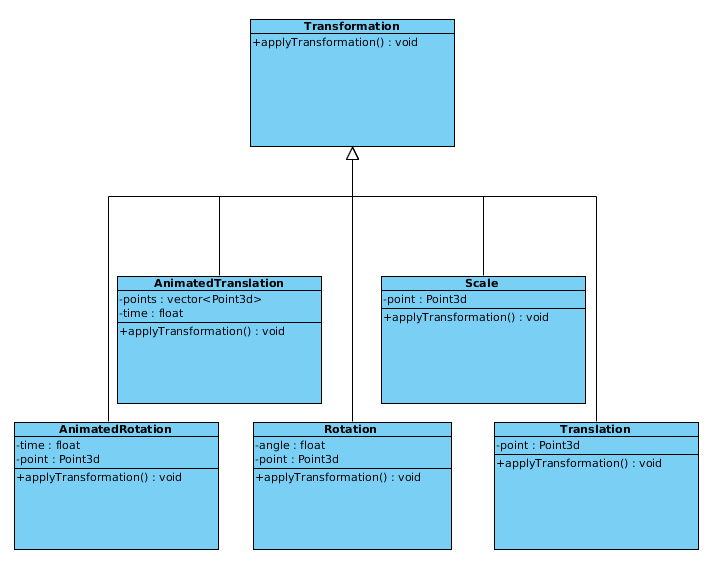 Transformation
+applyTransformation() : void
AnimatedTranslation
-points : vector<Point3d>
-time : float
+applyTransformation() : void
Scale
-point : Point3d
+applyTransformation() : void
AnimatedRotation
-time : float
-point : Point3d
+applyTransformation() : void
Rotation
-angle : float
-point : Point3d
+applyTransformation() : void
Translation
-point : Point3d
+applyTransformation() : void